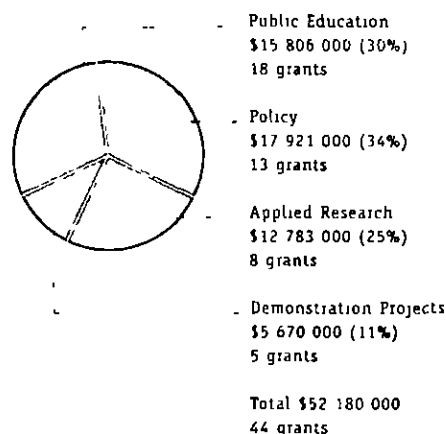 Public Education
$15 806 000 (30%)
18 grants
Policy
$17 921 000 (34%)
13 grants
Applied Research
$12 783 000 (25%)
8 grants
Demonstration Projects
$5 670 000 (11%)
5 grants
Total $52 180 000
44 grants